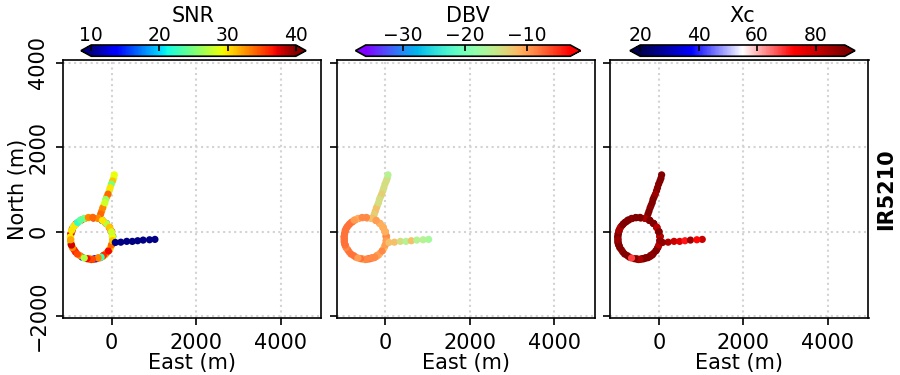 SNR DBV Xc
10 20 30 40 −30 −20 −10 20 40 60 80
4000
2000
0
−2000
North (m)
IR5210
0 2000 4000 0 2000 4000 0 2000 4000
East (m) East (m) East (m)